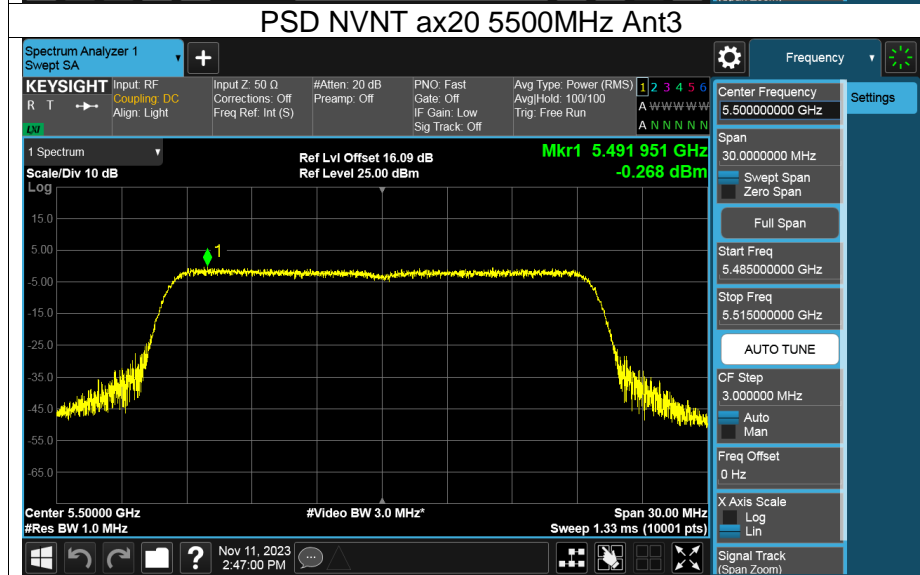 (Span Zoom)
PSD NVNT ax20 5500MHz Ant3
Spectrum Analyzer 1
Swept SA
+
Frequency
KEYSIGHT
R T
LXI
Input: RF
Coupling: DC
Align: Light
Input Z: 50 Ω
Corrections: Off
Freq Ref: Int (S)
#Atten: 20 dB
Preamp: Off
PNO: Fast
Gate: Off
IF Gain: Low
Sig Track: Off
Avg Type: Power (RMS)
Avg|Hold: 100/100
Trig: Free Run
1 2 3 4 5 6
A W W W W W
A N N N N N
Center Frequency
5.500000000 GHz
Settings
Span
30.0000000 MHz
Swept Span
Zero Span
Full Span
Start Freq
5.485000000 GHz
Stop Freq
5.515000000 GHz
AUTO TUNE
CF Step
3.000000 MHz
Auto
Man
Freq Offset
0 Hz
X Axis Scale
Log
Lin
Signal Track
(Span Zoom)
1 Spectrum
Scale/Div 10 dB
Ref Lvl Offset 16.09 dB
Ref Level 25.00 dBm
Mkr1 5.491 951 GHz
-0.268 dBm
Log
15.0
5.00
-5.00
-15.0
-25.0
-35.0
-45.0
-55.0
-65.0
1
Center 5.50000 GHz
#Video BW 3.0 MHz*
Span 30.00 MHz
#Res BW 1.0 MHz
Sweep 1.33 ms (10001 pts)
?
Nov 11, 2023
2:47:00 PM